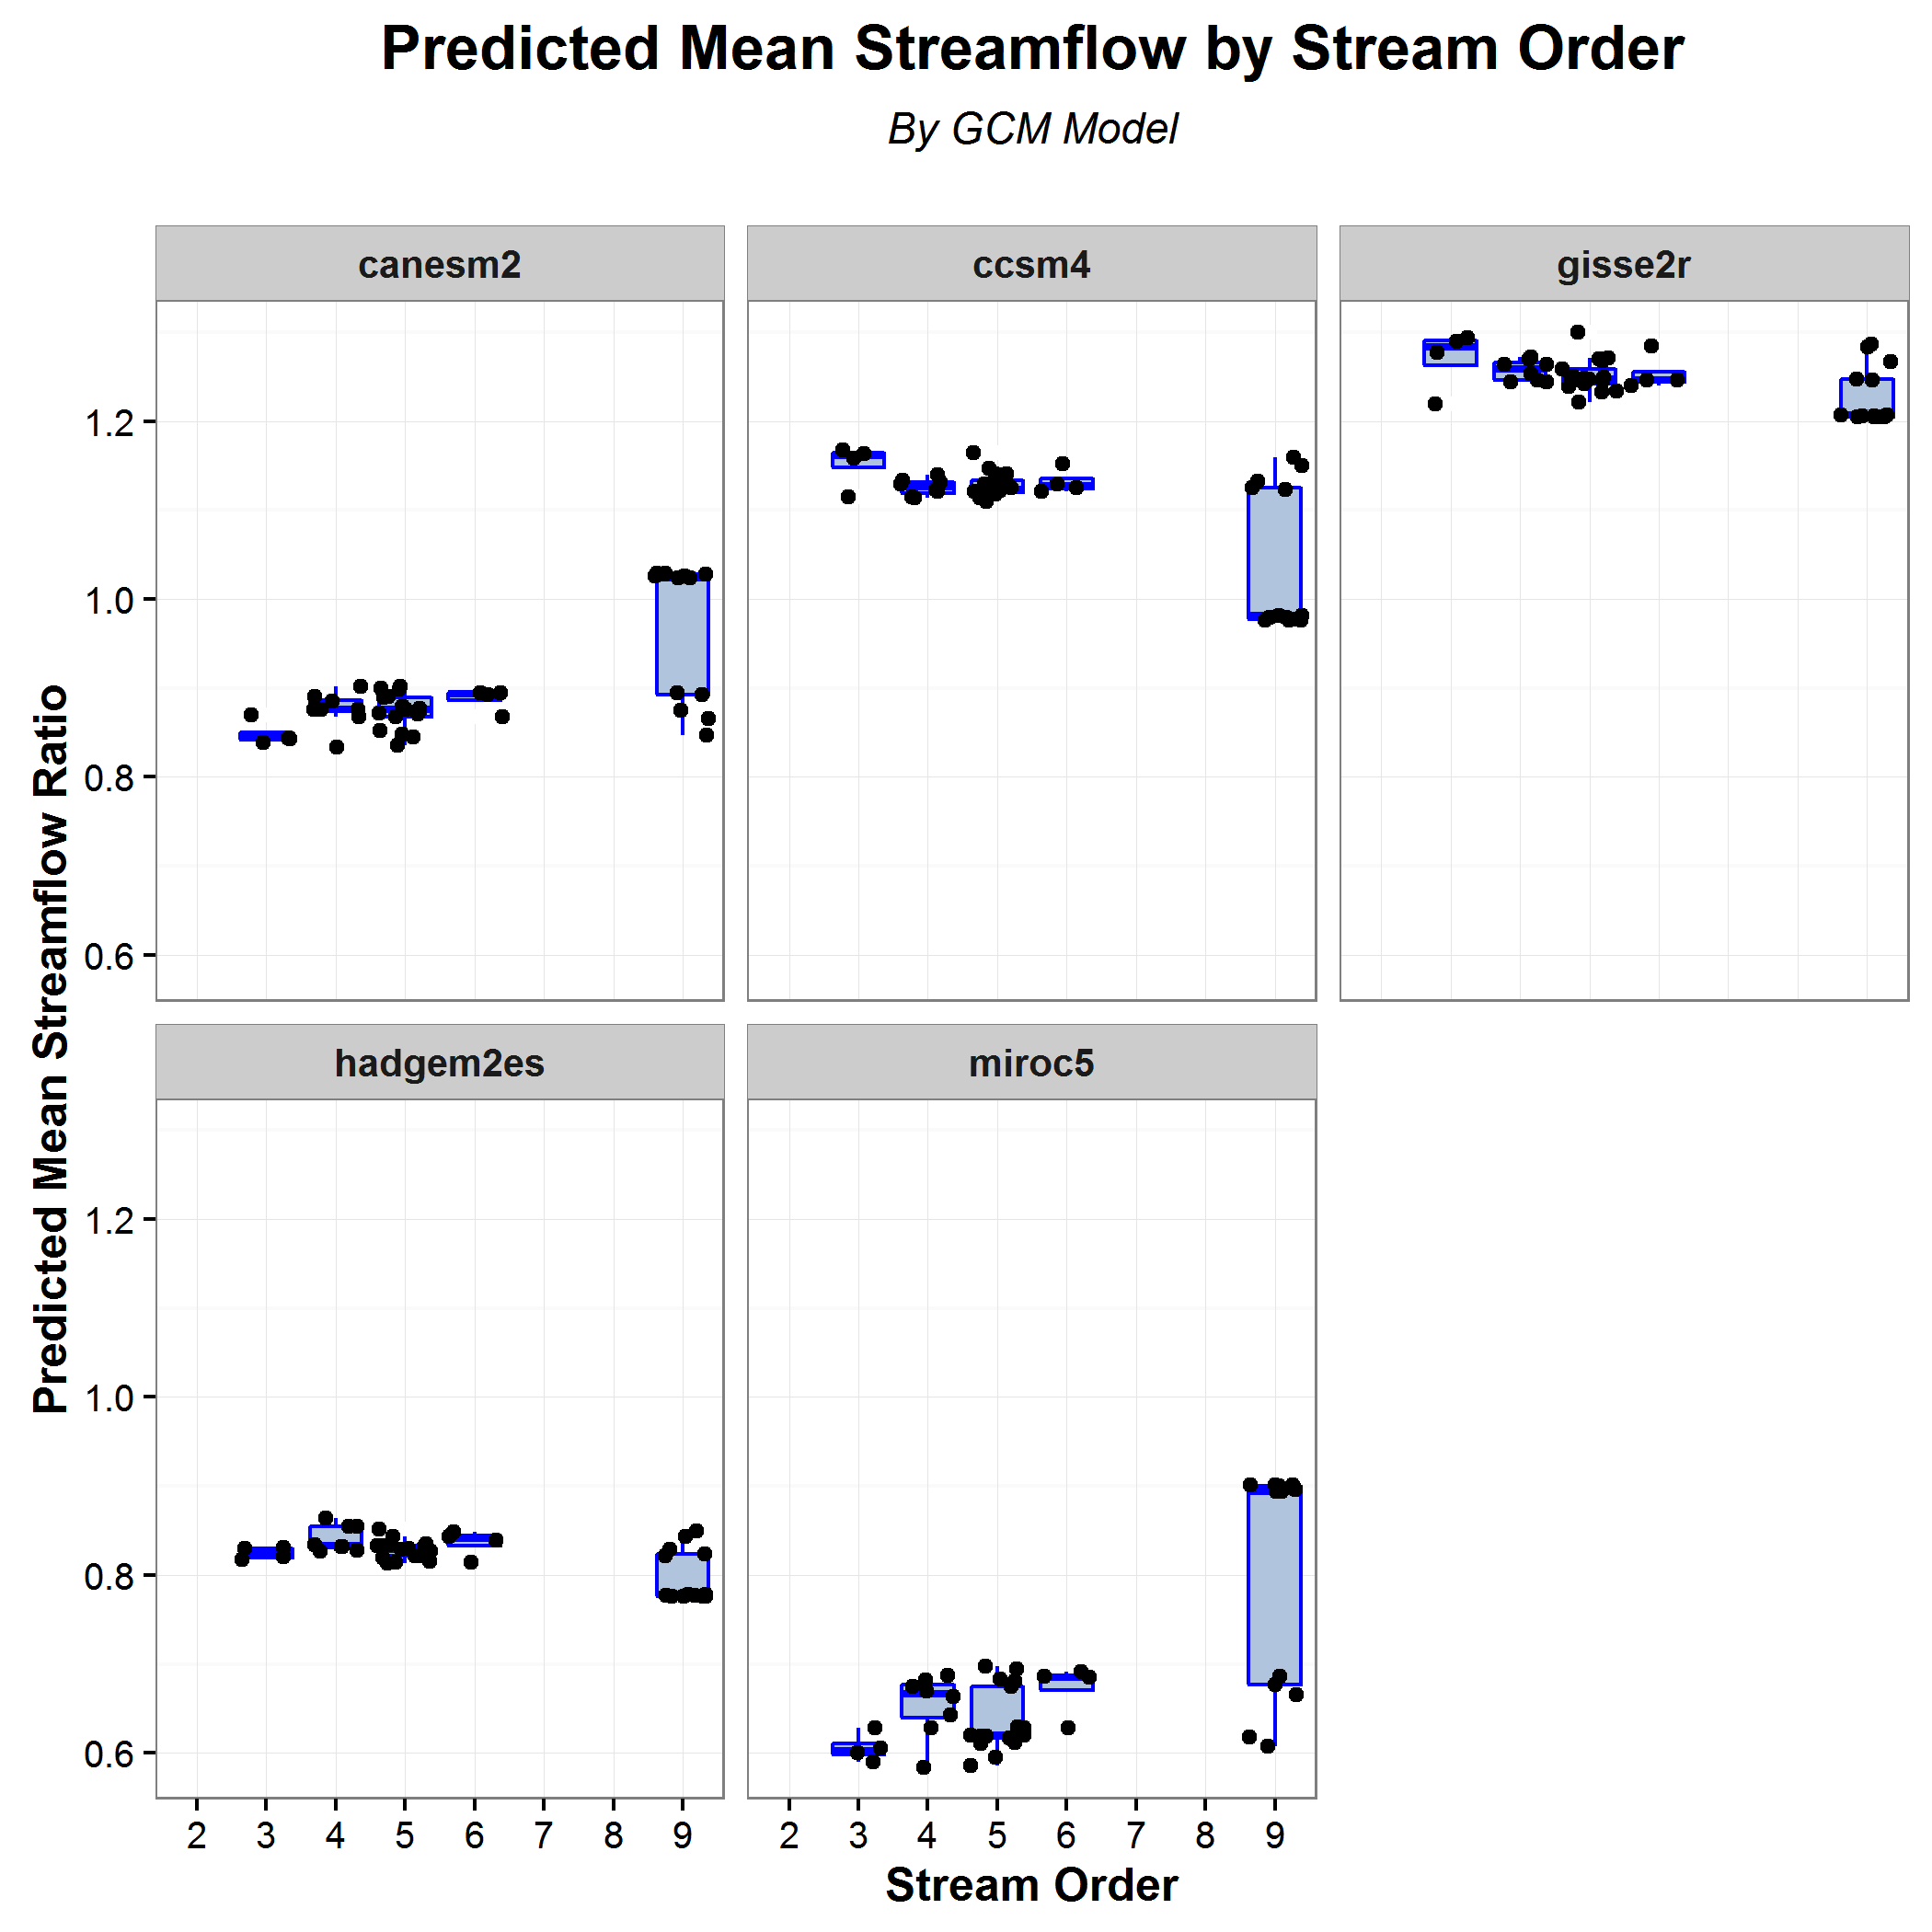 Predicted Mean Streamflow by Stream Order
By GCM Model
canesm2
ccsm4
gisse2r
1.2
1.0
0.8
0.6
Predicted Mean Streamflow Ratio
hadgem2es
miroc5
1.2
1.0
0.8
0.6
2 3 4 5 6 7 8 9
2 3 4 5 6 7 8 9
Stream Order